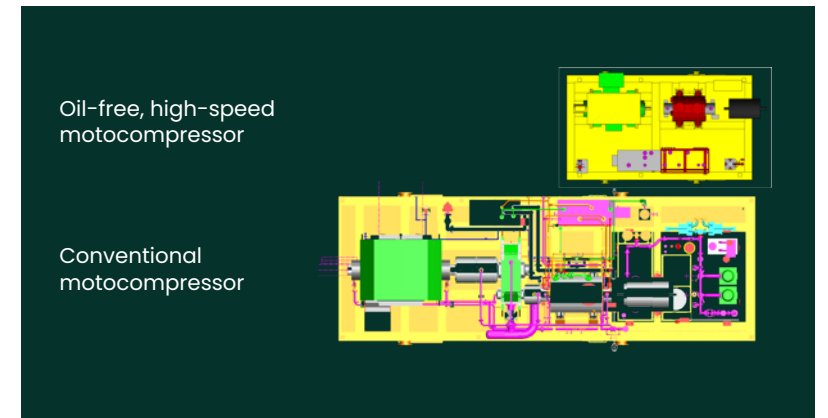 Oil-free, high-speed
motocompressor
Conventional
motocompressor